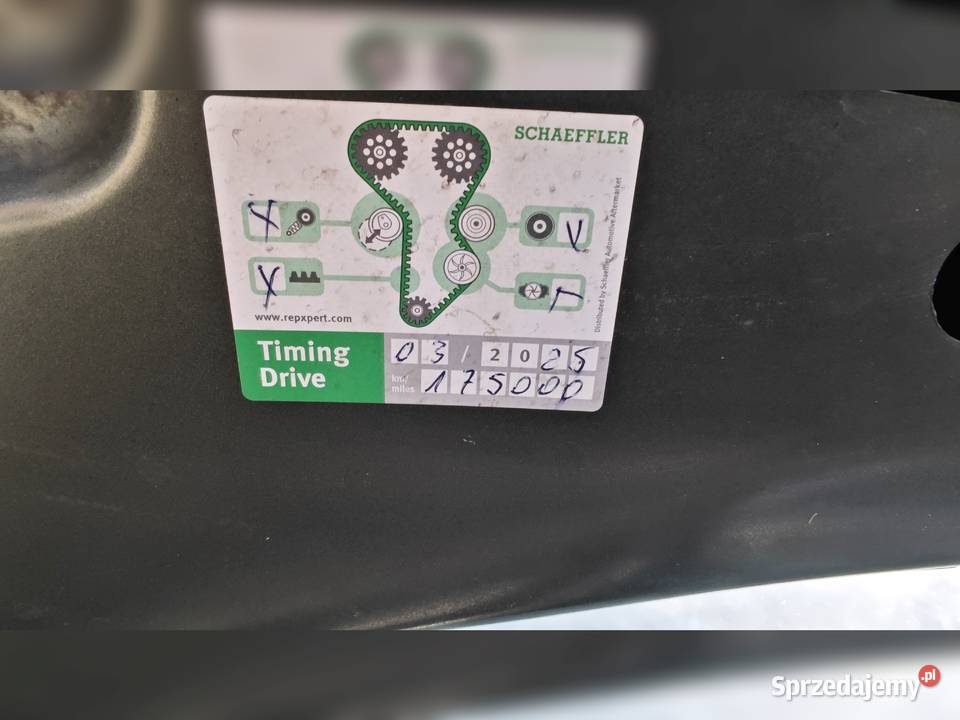 SCHAEFFLER
X
V
X
www.repxpert.com
Distributed by Schaeffler Automotive Aftermarket
Timing Drive
03/2025
km/miles 175000
Sprzedajemy.pl